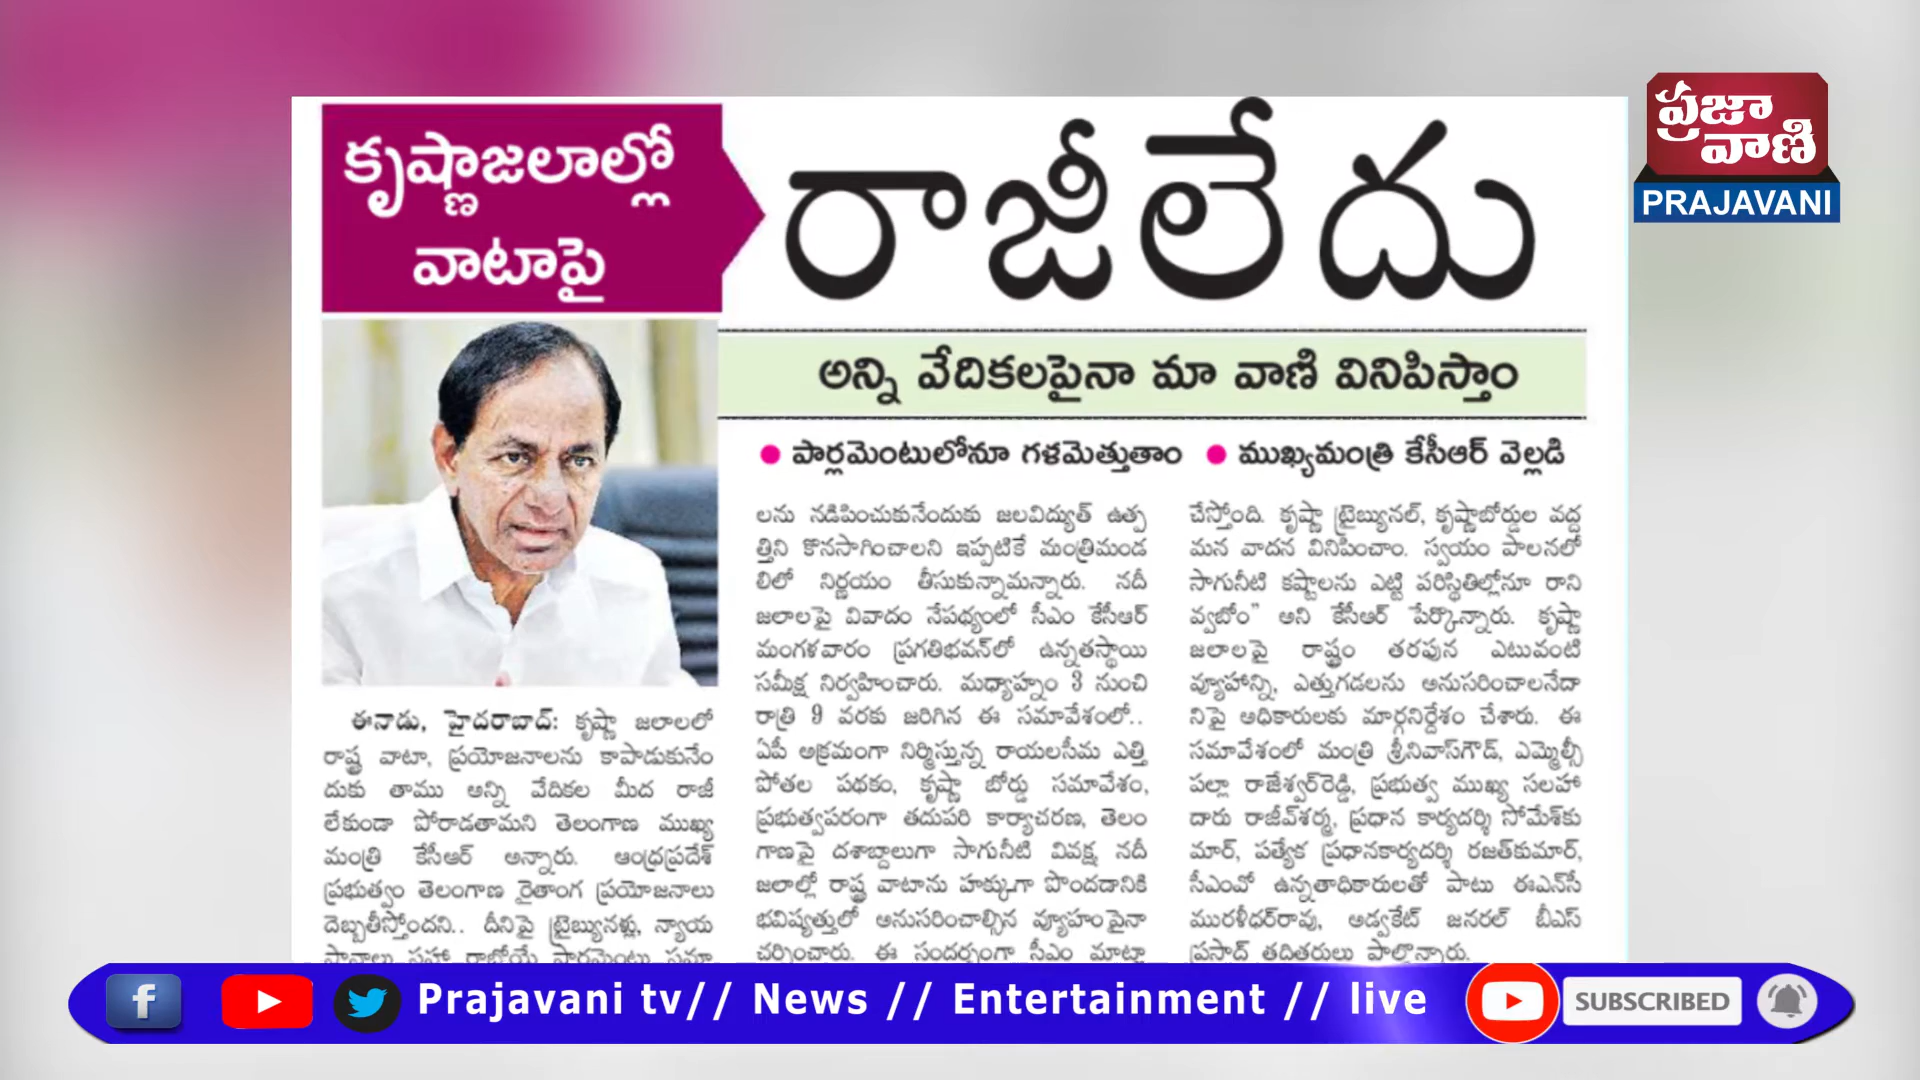 కృష్ణాజలాల్లో
వాటాపై
రాజీలేదు
ప్రజా
వాణి
PRAJAVANI
అన్ని వేదికలపైనా మా వాణి వినిపిస్తాం
● పార్లమెంటులోనూ గళమెత్తుతాం ● ముఖ్యమంత్రి కేసీఆర్ వెల్లడి
ఈనాడు, హైదరాబాద్: కృష్ణా జలాలలో
రాష్ట్ర వాటా, ప్రయోజనాలను కాపాడుకునేం
దుకు తాము అన్ని వేదికల మీద రాజీ
లేకుండా పోరాడతామని తెలంగాణ ముఖ్య
మంత్రి కేసీఆర్ అన్నారు. ఆంధ్రప్రదేశ్
ప్రభుత్వం తెలంగాణ రైతాంగ ప్రయోజనాలు
దెబ్బతీస్తోందని.. దీనిపై ట్రైబ్యునళ్లు, న్యాయ
స్థానాలు సహా రాబోయే పార్లమెంటు సమా
లను నడిపించుకునేందుకు జలవిద్యుత్ ఉత్ప
త్తిని కొనసాగించాలని ఇప్పటికే మంత్రిమండ
లిలో నిర్ణయం తీసుకున్నామన్నారు. నదీ
జలాలపై వివాదం నేపథ్యంలో సీఎం కేసీఆర్
మంగళవారం ప్రగతిభవన్‌లో ఉన్నతస్థాయి
సమీక్ష నిర్వహించారు. మధ్యాహ్నం 3 నుంచి
రాత్రి 9 వరకు జరిగిన ఈ సమావేశంలో..
ఏపీ అక్రమంగా నిర్మిస్తున్న రాయలసీమ ఎత్తి
పోతల పథకం, కృష్ణా బోర్డు సమావేశం,
ప్రభుత్వపరంగా తదుపరి కార్యాచరణ, తెలం
గాణపై దశాబ్దాలుగా సాగునీటి వివక్ష, నదీ
జలాల్లో రాష్ట్ర వాటాను హక్కుగా పొందడానికి
భవిష్యత్తులో అనుసరించాల్సిన వ్యూహంపైనా
చర్చించారు. ఈ సందర్భంగా సీఎం మాట్లా
చేస్తోంది. కృష్ణా ట్రైబ్యునల్, కృష్ణాబోర్డుల వద్ద
మన వాదన వినిపించాం. స్వయం పాలనలో
సాగునీటి కష్టాలను ఎట్టి పరిస్థితిల్లోనూ రాని
వ్వబోం" అని కేసీఆర్ పేర్కొన్నారు. కృష్ణా
జలాలపై రాష్ట్రం తరఫున ఎటువంటి
వ్యూహాన్ని, ఎత్తుగడలను అనుసరించాలనేదా
నిపై అధికారులకు మార్గనిర్దేశం చేశారు. ఈ
సమావేశంలో మంత్రి శ్రీనివాస్‌గౌడ్, ఎమ్మెల్సీ
పల్లా రాజేశ్వర్‌రెడ్డి, ప్రభుత్వ ముఖ్య సలహా
దారు రాజీవ్‌శర్మ, ప్రధాన కార్యదర్శి సోమేశ్‌కు
మార్, పత్యేక ప్రధానకార్యదర్శి రజత్‌కుమార్,
సీఎంవో ఉన్నతాధికారులతో పాటు ఈఎన్‌సీ
మురళీధర్‌రావు, అడ్వకేట్ జనరల్ బీఎస్
ప్రసాద్ తదితరులు పాల్గొన్నారు.
Prajavani tv// News // Entertainment // live
SUBSCRIBED